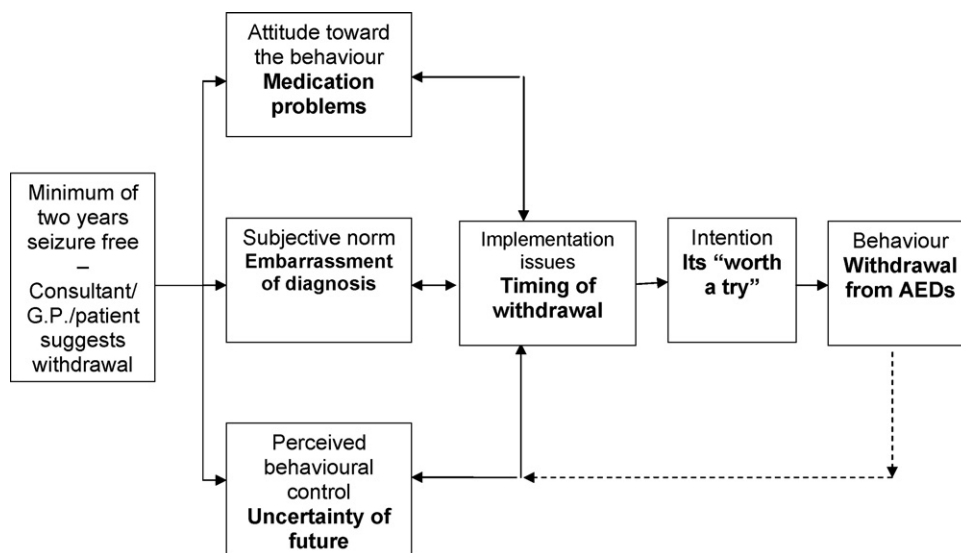 Attitude toward
the behaviour
Medication
problems
Minimum of
two years
seizure free
–
Consultant/
G.P./patient
suggests
withdrawal
Subjective norm
Embarrassment
of diagnosis
Implementation
issues
Timing of
withdrawal
Intention
Its “worth
a try”
Behaviour
Withdrawal
from AEDs
Perceived
behavioural
control
Uncertainty of
future